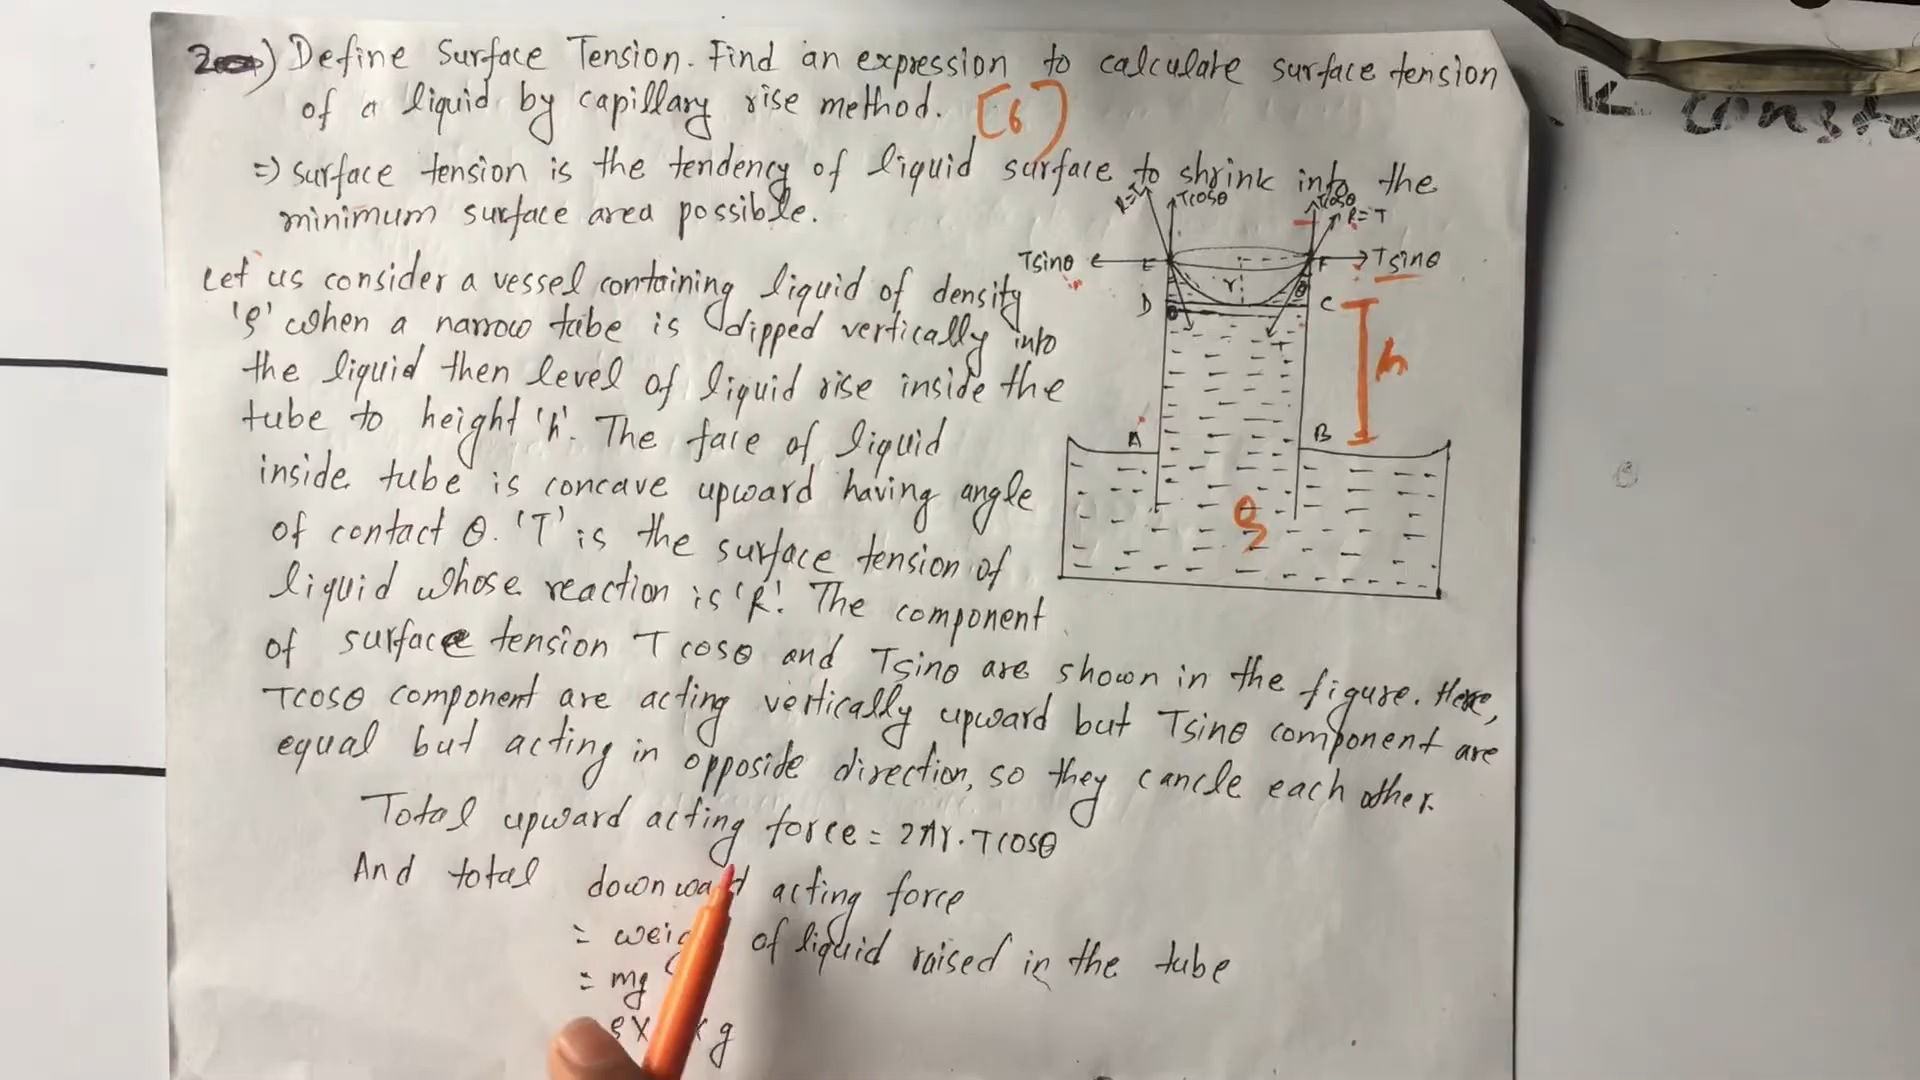 2 ) Define Surface Tension. Find an expression to calculate surface tension
of a liquid by capillary rise method. [6]
=) surface tension is the tendency of liquid surface to shrink into the
minimum surface area possible.
Let us consider a vessel containing liquid of density
'ρ' when a narrow tube is dipped vertically into
the liquid then level of liquid rise inside the
tube to height 'h'. The face of liquid
inside tube is concave upward having angle
of contact θ. 'T' is the surface tension of
liquid whose reaction is 'R'. The component
of surface tension T cosθ and Tsinθ are shown in the figure. Here,
Tcosθ component are acting vertically upward but Tsinθ component are
equal but acting in opposite direction, so they cancle each other.
Total upward acting force = 2πr.Tcosθ
And total downward acting force
= of liquid raised in the tube
= mg
ρ X X g
R=T Tcosθ Tcosθ R=T
Tsinθ E F Tsinθ
r θ
D C
T
h
A B
ρ
k const